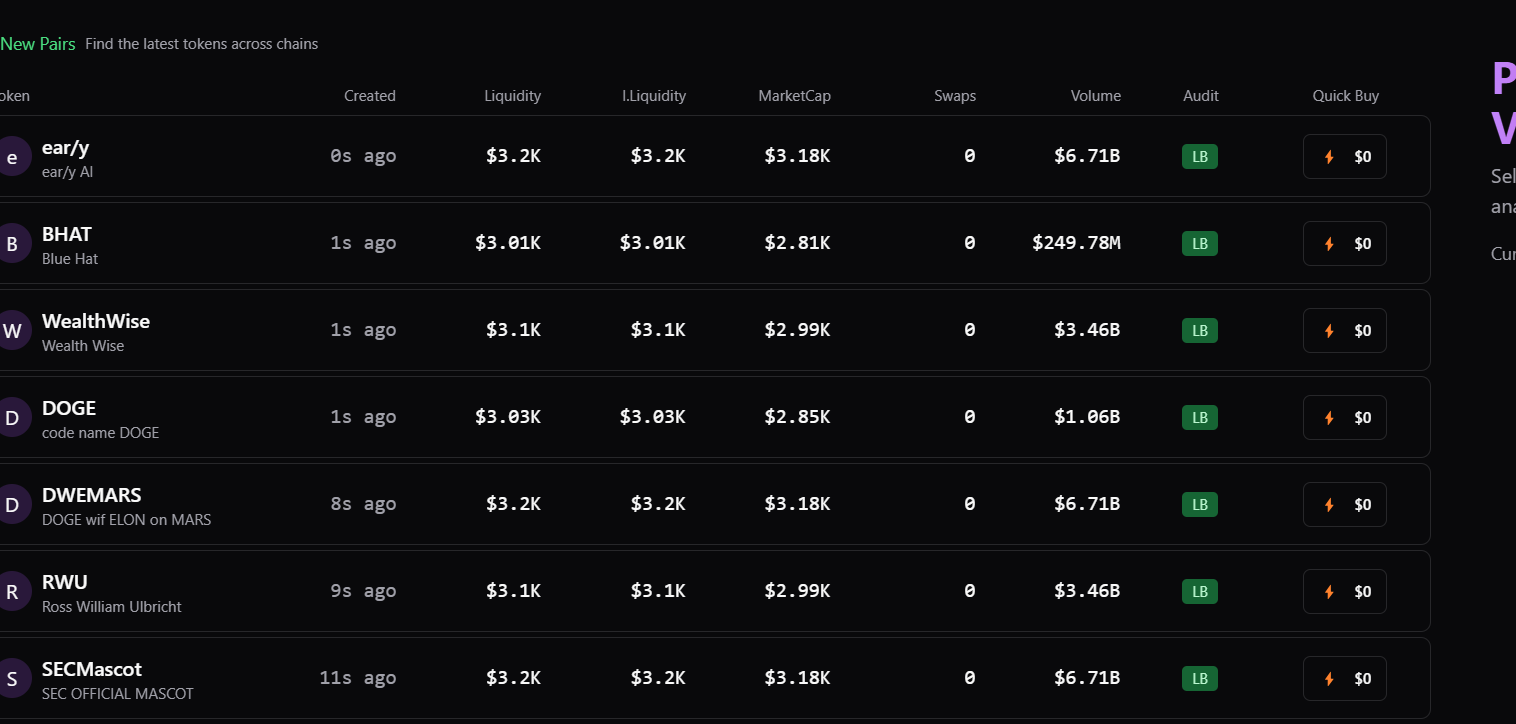 New Pairs Find the latest tokens across chains
P
oken Created Liquidity I.Liquidity MarketCap Swaps Volume Audit Quick Buy
V
e ear/y 0s ago $3.2K $3.2K $3.18K 0 $6.71B LB $0
ear/y AI
Sel
ana
B BHAT 1s ago $3.01K $3.01K $2.81K 0 $249.78M LB $0
Blue Hat
Cur
W WealthWise 1s ago $3.1K $3.1K $2.99K 0 $3.46B LB $0
Wealth Wise
D DOGE 1s ago $3.03K $3.03K $2.85K 0 $1.06B LB $0
code name DOGE
D DWEMARS 8s ago $3.2K $3.2K $3.18K 0 $6.71B LB $0
DOGE wif ELON on MARS
R RWU 9s ago $3.1K $3.1K $2.99K 0 $3.46B LB $0
Ross William Ulbricht
S SECMascot 11s ago $3.2K $3.2K $3.18K 0 $6.71B LB $0
SEC OFFICIAL MASCOT